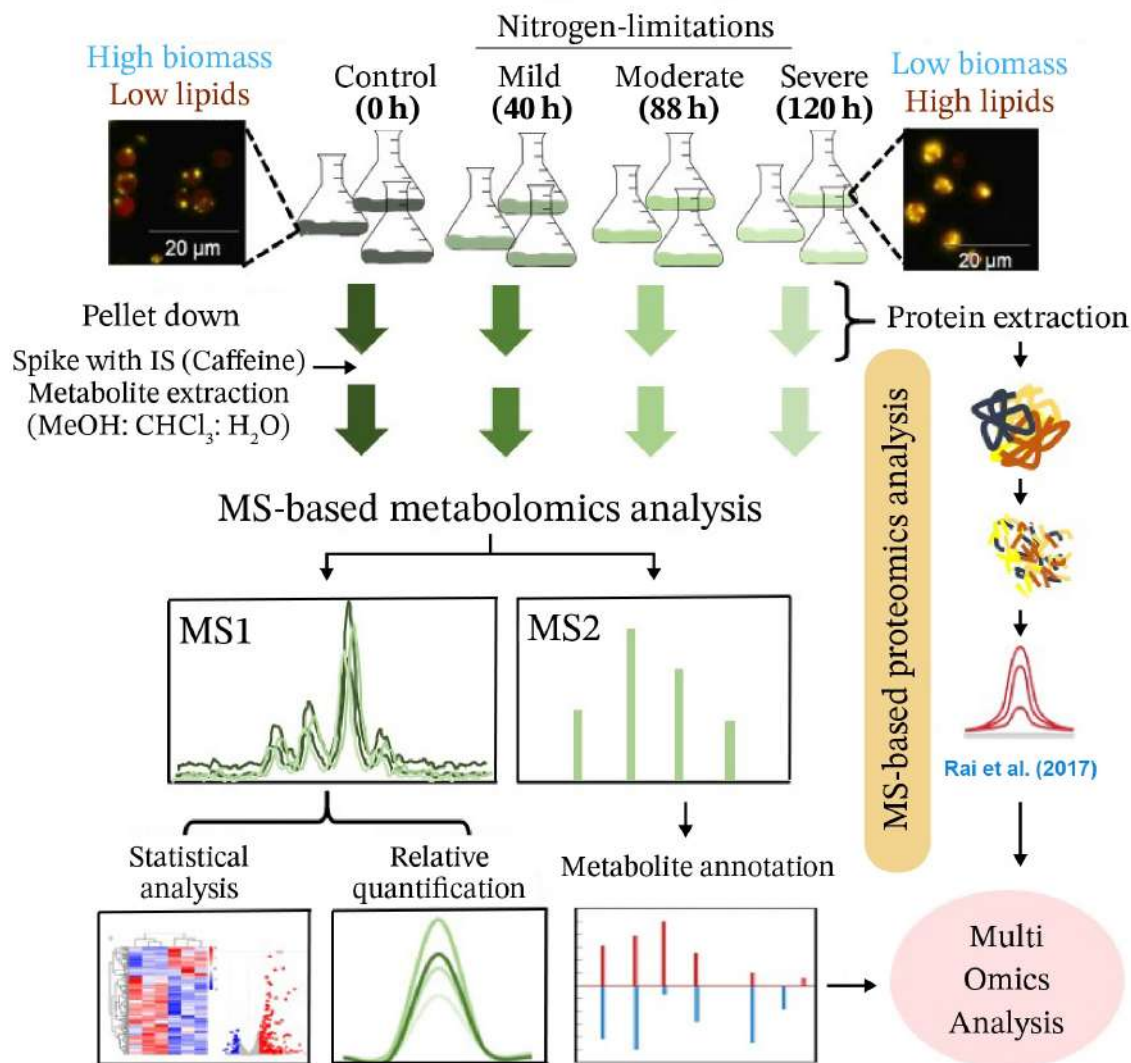 Nitrogen-limitations
High biomass
Low lipids
Control
(0 h)
Mild
(40 h)
Moderate
(88 h)
Severe
(120 h)
Low biomass
High lipids
20 µm
20 µm
Pellet down
Spike with IS (Caffeine)
Metabolite extraction
(MeOH: CHCl₃: H₂O)
Protein extraction
MS-based proteomics analysis
MS-based metabolomics analysis
MS1
MS2
Rai et al. (2017)
Statistical
analysis
Relative
quantification
Metabolite annotation
Multi
Omics
Analysis